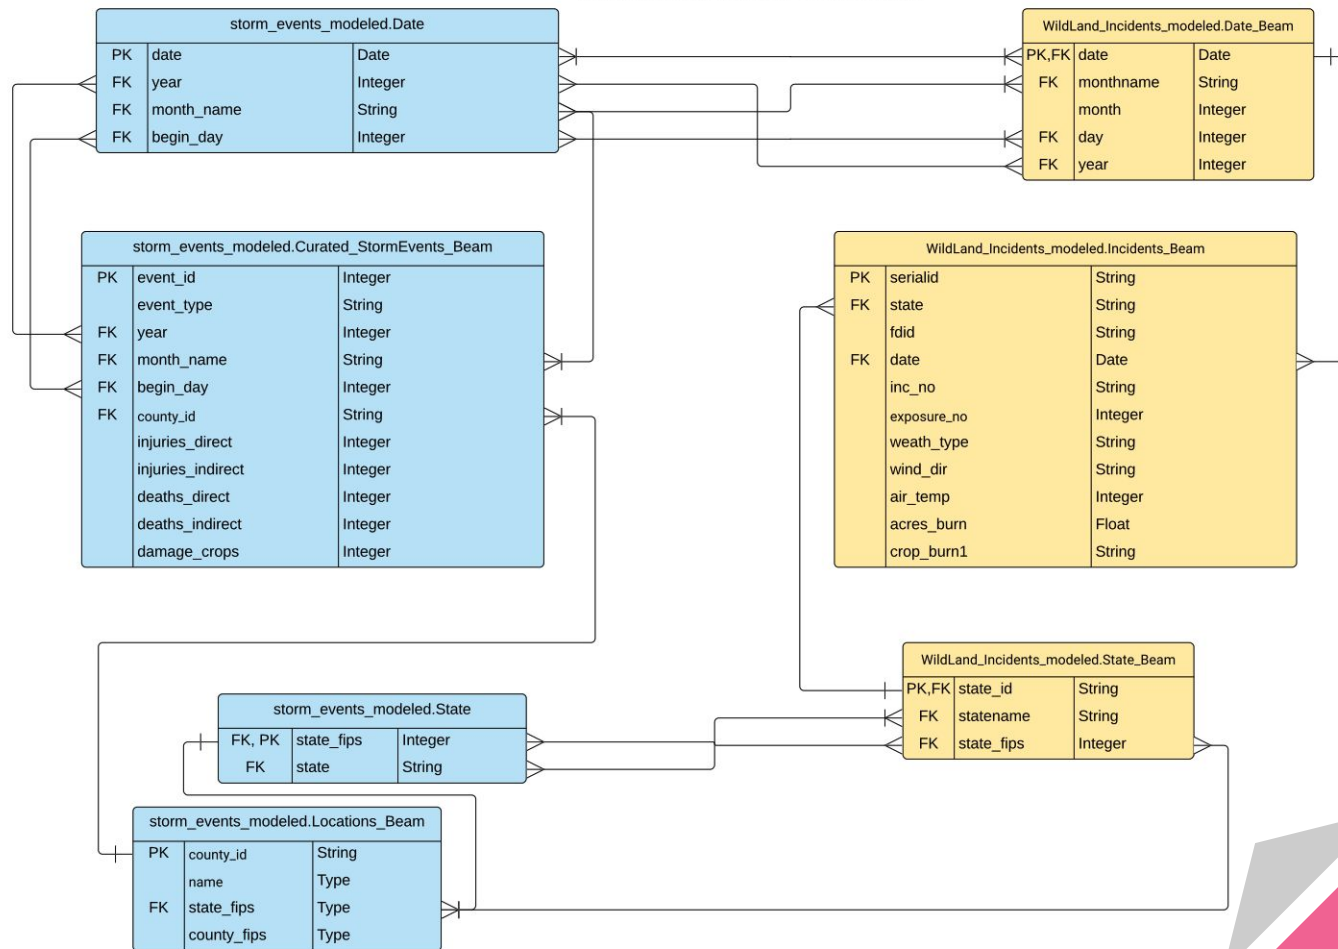 storm_events_modeled.Date
PK date Date
FK year Integer
FK month_name String
FK begin_day Integer
WildLand_Incidents_modeled.Date_Beam
PK,FK date Date
FK monthname String
month Integer
FK day Integer
FK year Integer
storm_events_modeled.Curated_StormEvents_Beam
PK event_id Integer
event_type String
FK year Integer
FK month_name String
FK begin_day Integer
FK county_id String
injuries_direct Integer
injuries_indirect Integer
deaths_direct Integer
deaths_indirect Integer
damage_crops Integer
WildLand_Incidents_modeled.Incidents_Beam
PK serialid String
FK state String
fdid String
FK date Date
inc_no String
exposure_no Integer
weath_type String
wind_dir String
air_temp Integer
acres_burn Float
crop_burn1 String
WildLand_Incidents_modeled.State_Beam
PK,FK state_id String
FK statename String
FK state_fips Integer
storm_events_modeled.State
FK, PK state_fips Integer
FK state String
storm_events_modeled.Locations_Beam
PK county_id String
name Type
FK state_fips Type
county_fips Type